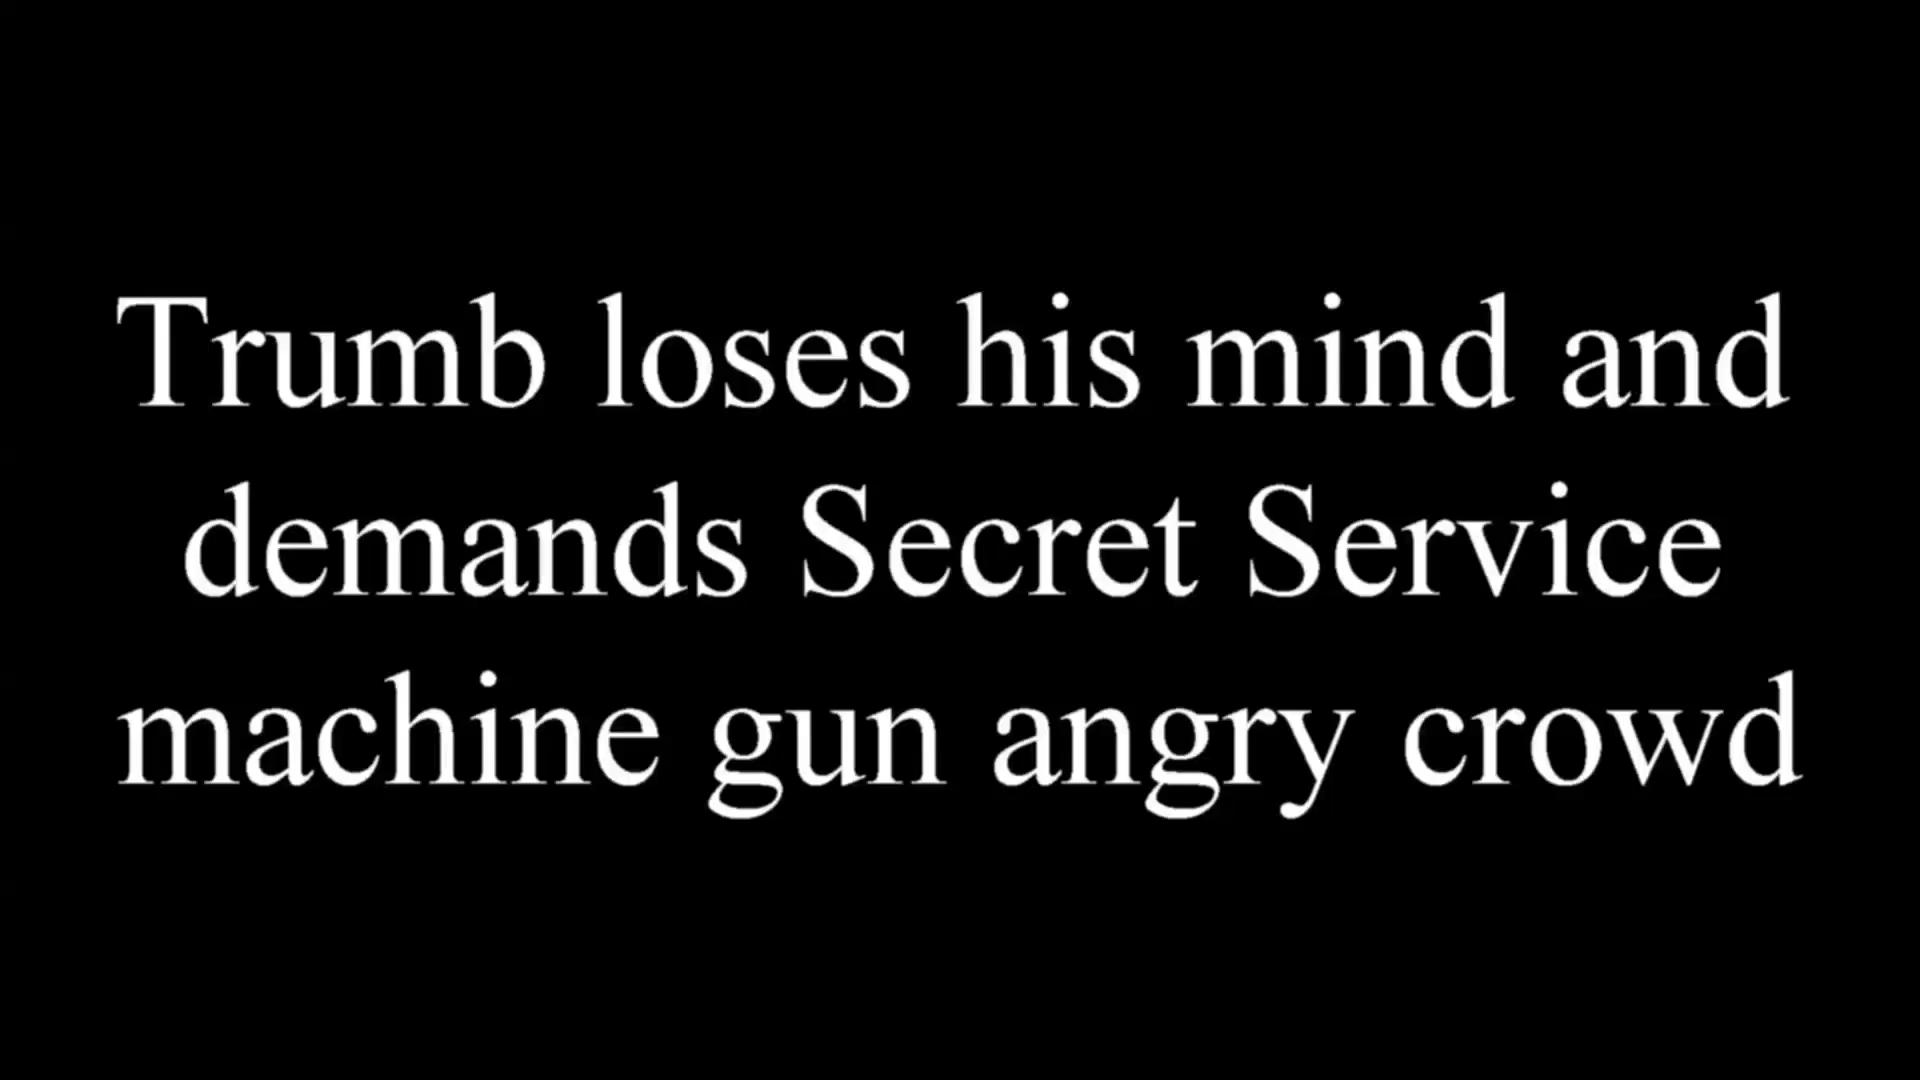 Trumb loses his mind and
demands Secret Service
machine gun angry crowd